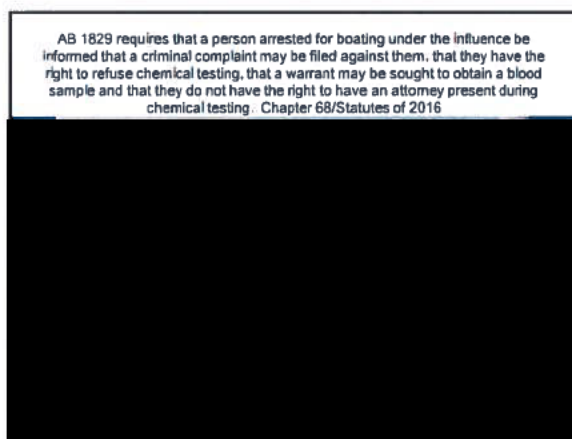 AB 1829 requires that a person arrested for boating under the influence be
informed that a criminal complaint may be filed against them, that they have the
right to refuse chemical testing, that a warrant may be sought to obtain a blood
sample and that they do not have the right to have an attorney present during
chemical testing. Chapter 68/Statutes of 2016